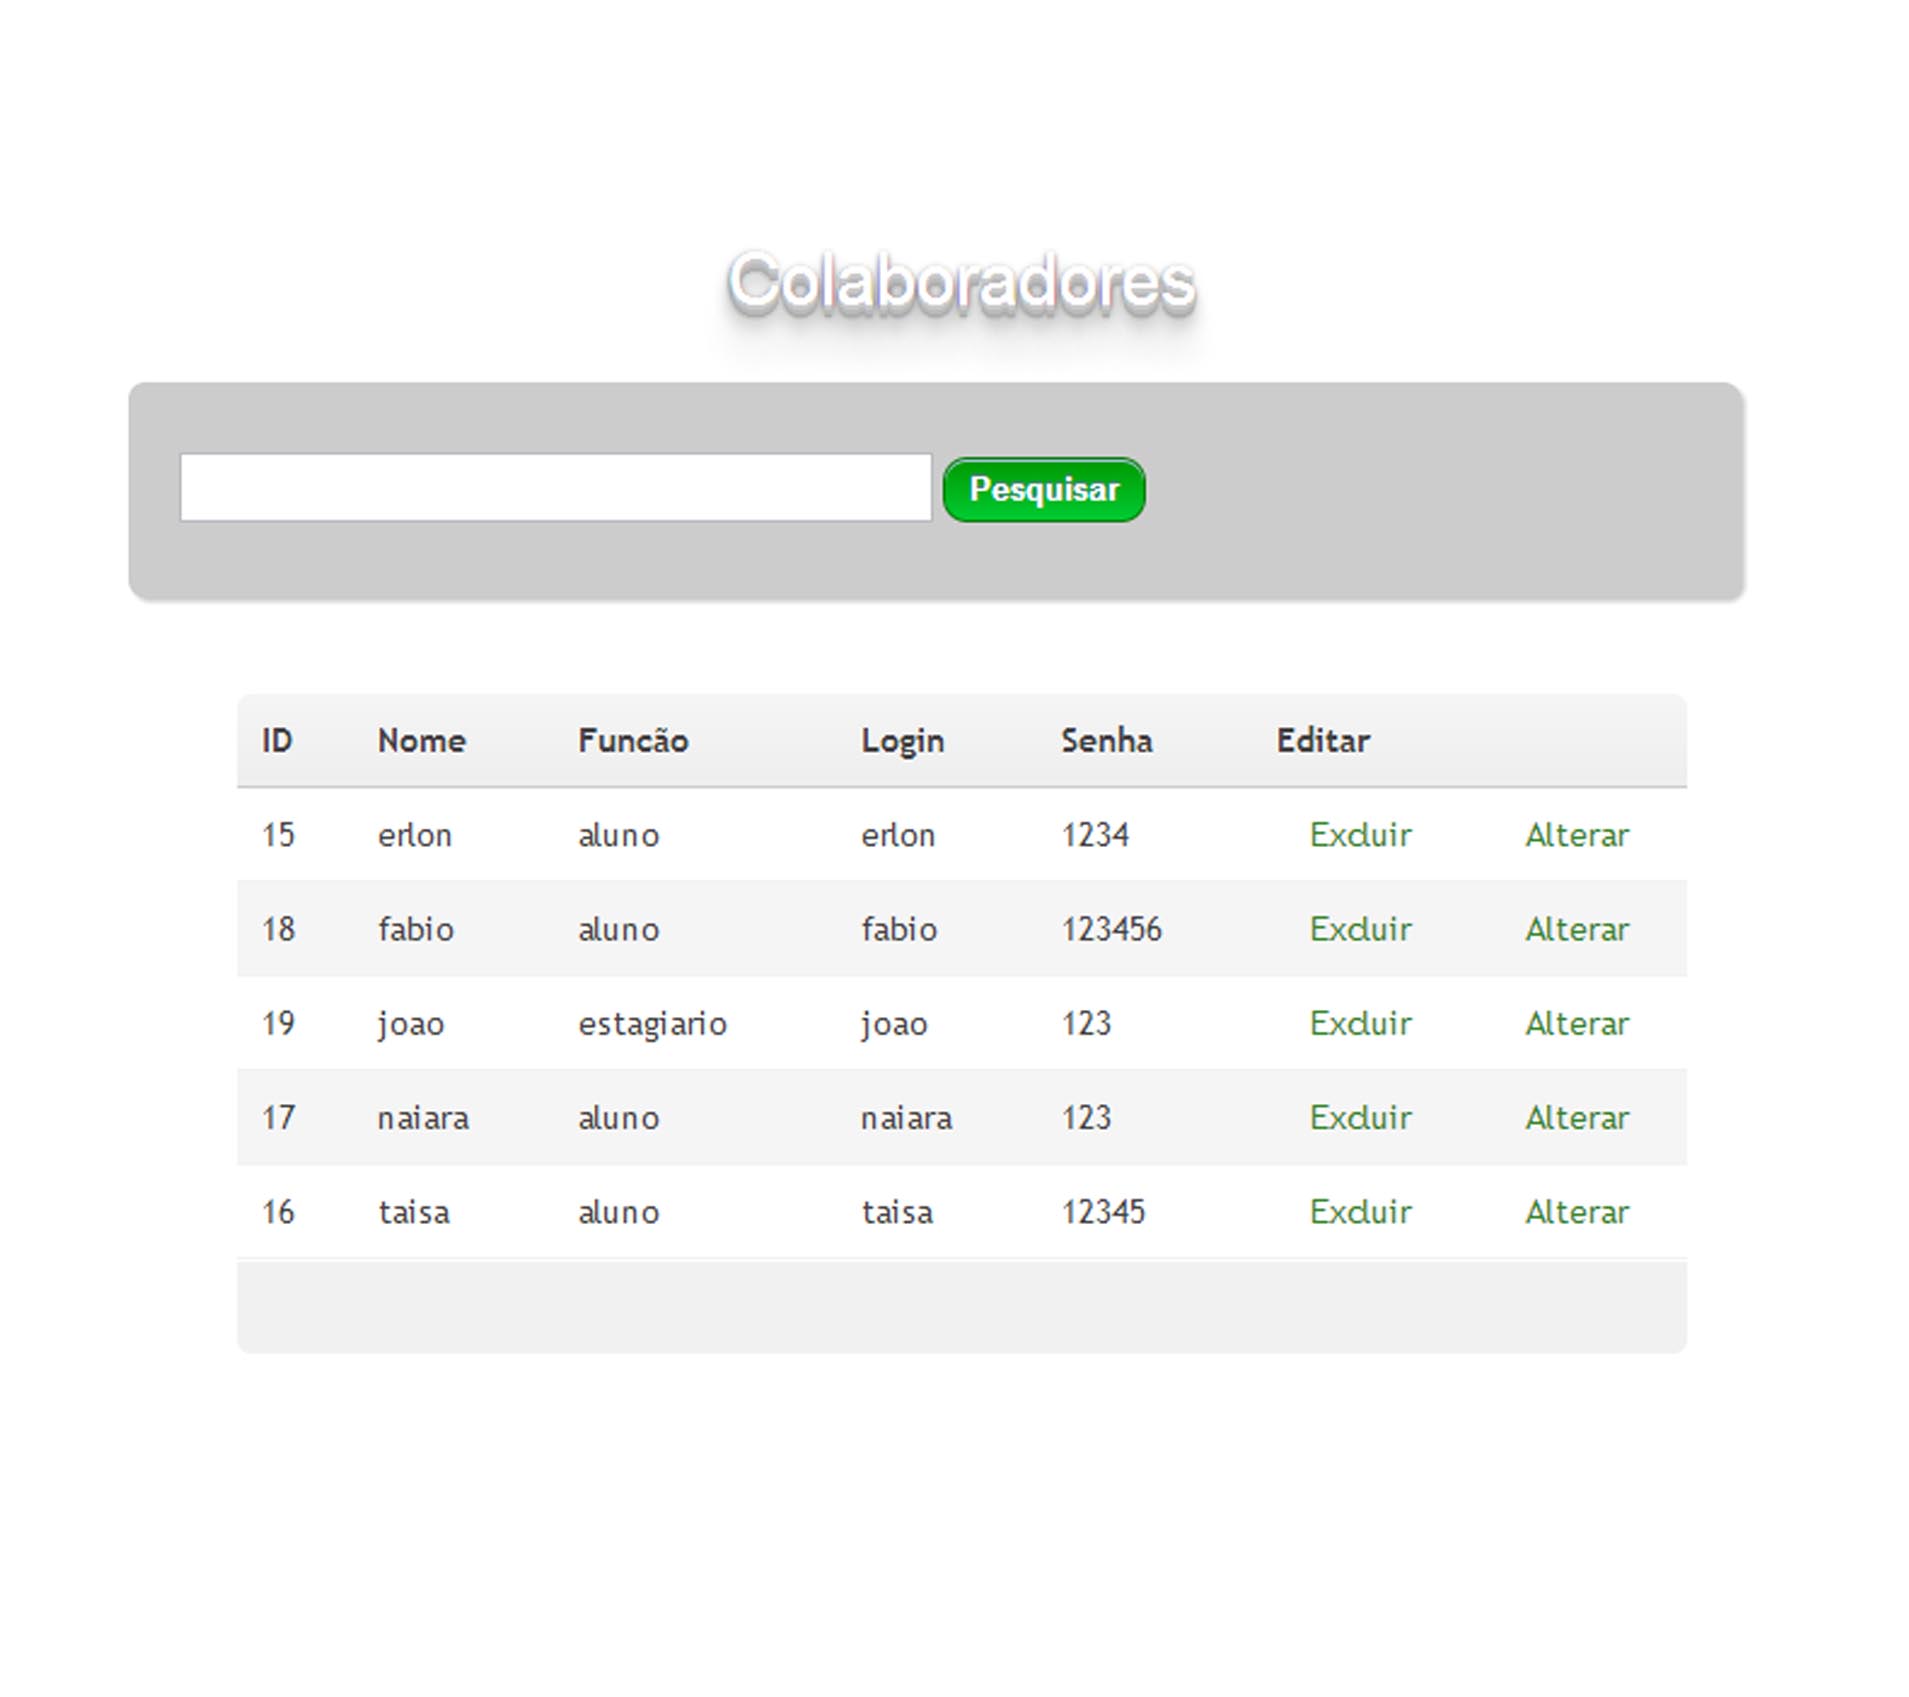 Colaboradores
Pesquisar
ID Nome Funcão Login Senha Editar
15 erlon aluno erlon 1234 Excluir Alterar
18 fabio aluno fabio 123456 Excluir Alterar
19 joao estagiario joao 123 Excluir Alterar
17 naiara aluno naiara 123 Excluir Alterar
16 taisa aluno taisa 12345 Excluir Alterar